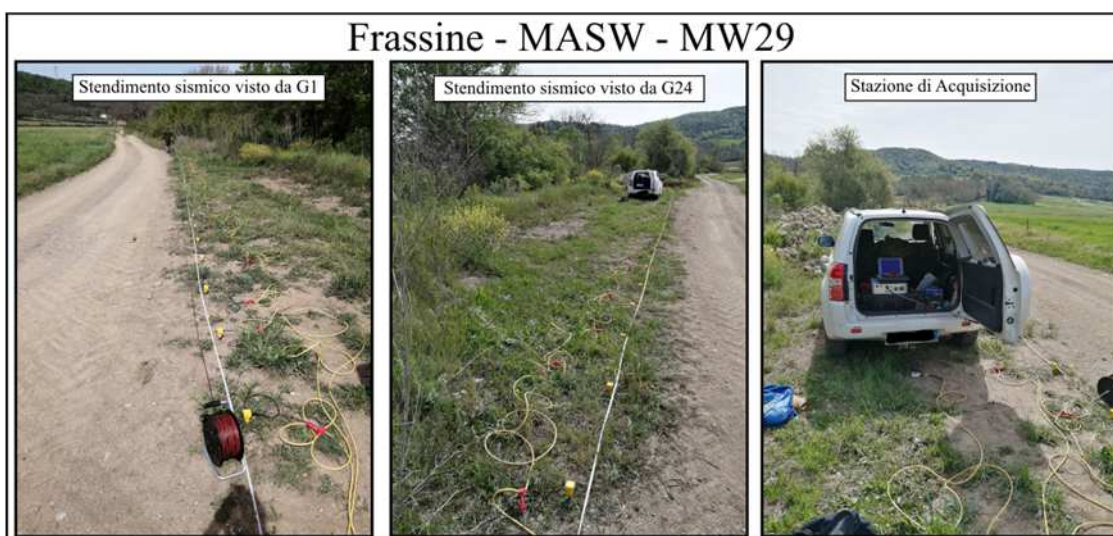 Frassine - MASW - MW29
Stendimento sismico visto da G1
Stendimento sismico visto da G24
Stazione di Acquisizione